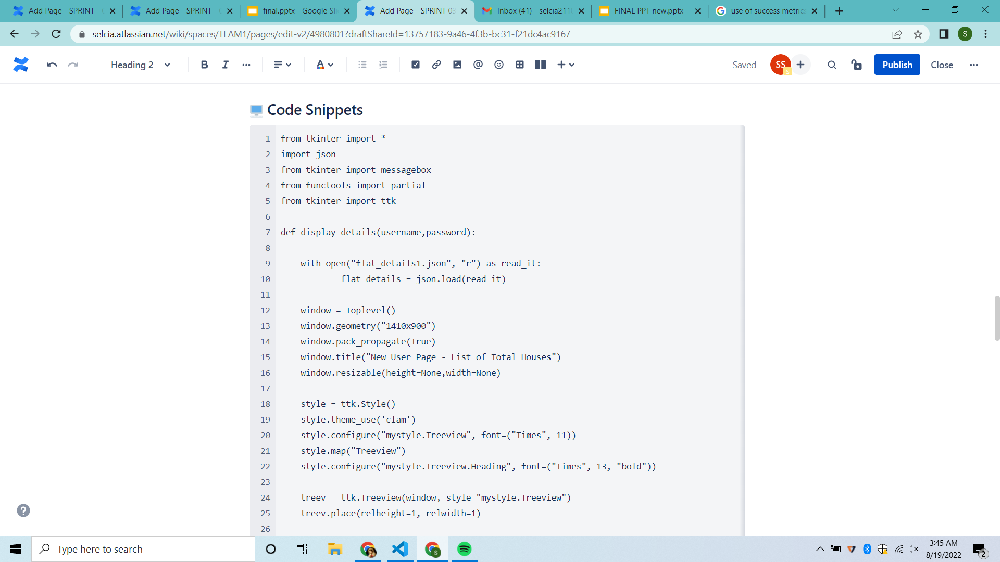 Add Page - SPRINT -
Add Page - SPRINT -
final.pptx - Google Sli
Add Page - SPRINT 03
Inbox (41) - selcia211
FINAL PPT new.pptx -
use of success metric
selcia.atlassian.net/wiki/spaces/TEAM1/pages/edit-v2/4980801?draftShareId=13757183-9a46-4f3b-bc31-f21dc4ac9167
S
Heading 2
B
I
A
Saved
SS
S
Publish
Close
Code Snippets
1 from tkinter import *
2 import json
3 from tkinter import messagebox
4 from functools import partial
5 from tkinter import ttk
6
7 def display_details(username,password):
8
9 with open("flat_details1.json", "r") as read_it:
10 flat_details = json.load(read_it)
11
12 window = Toplevel()
13 window.geometry("1410x900")
14 window.pack_propagate(True)
15 window.title("New User Page - List of Total Houses")
16 window.resizable(height=None,width=None)
17
18 style = ttk.Style()
19 style.theme_use('clam')
20 style.configure("mystyle.Treeview", font=("Times", 11))
21 style.map("Treeview")
22 style.configure("mystyle.Treeview.Heading", font=("Times", 13, "bold"))
23
24 treev = ttk.Treeview(window, style="mystyle.Treeview")
25 treev.place(relheight=1, relwidth=1)
26
?
Type here to search
S
3:45 AM
8/19/2022
2